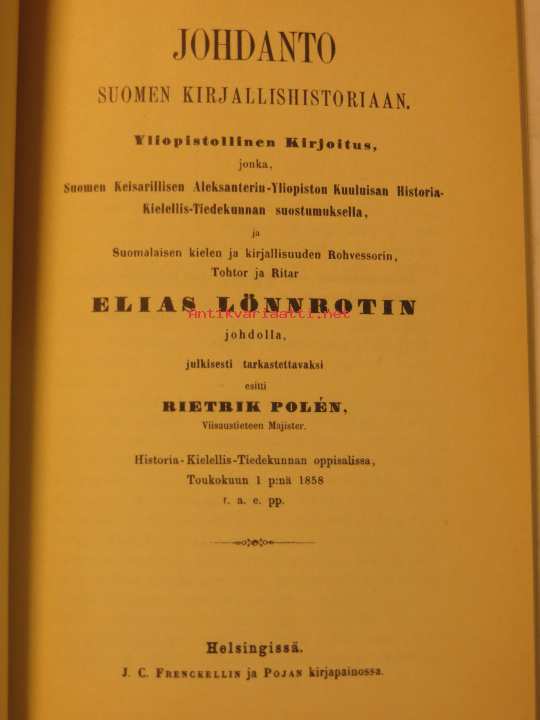 JOHDANTO
SUOMEN KIRJALLISHISTORIAAN.
Yliopistollinen Kirjoitus,
jonka,
Suomen Keisarillisen Aleksanterin-Yliopiston Kuuluisan Historia-
Kielellis-Tiedekunnan suostumuksella,
ja
Suomalaisen kielen ja kirjallisuuden Rohvessorin,
Tohtor ja Ritar
ELIAS LÖNNROTIN
Antikvariaatti.net
johdolla,
julkisesti tarkastettavaksi
esitti
RIETRIK POLÉN,
Viisaustieteen Majister.
Historia-Kielellis-Tiedekunnan oppisalissa,
Toukokuun 1 p:nä 1858
r. a. e. pp.
Helsingissä.
J. C. FRENCKELLIN ja POJAN kirjapainossa.